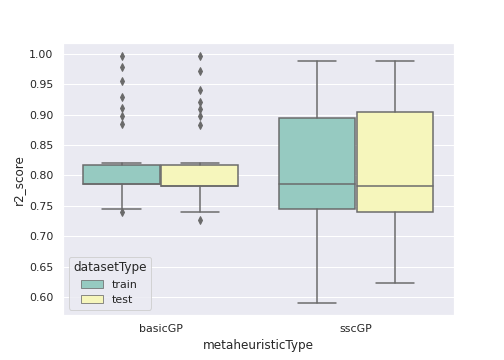 1.00
0.95
0.90
0.85
0.80
0.75
0.70
0.65
0.60
r2_score
datasetType
train
test
basicGP
sscGP
metaheuristicType